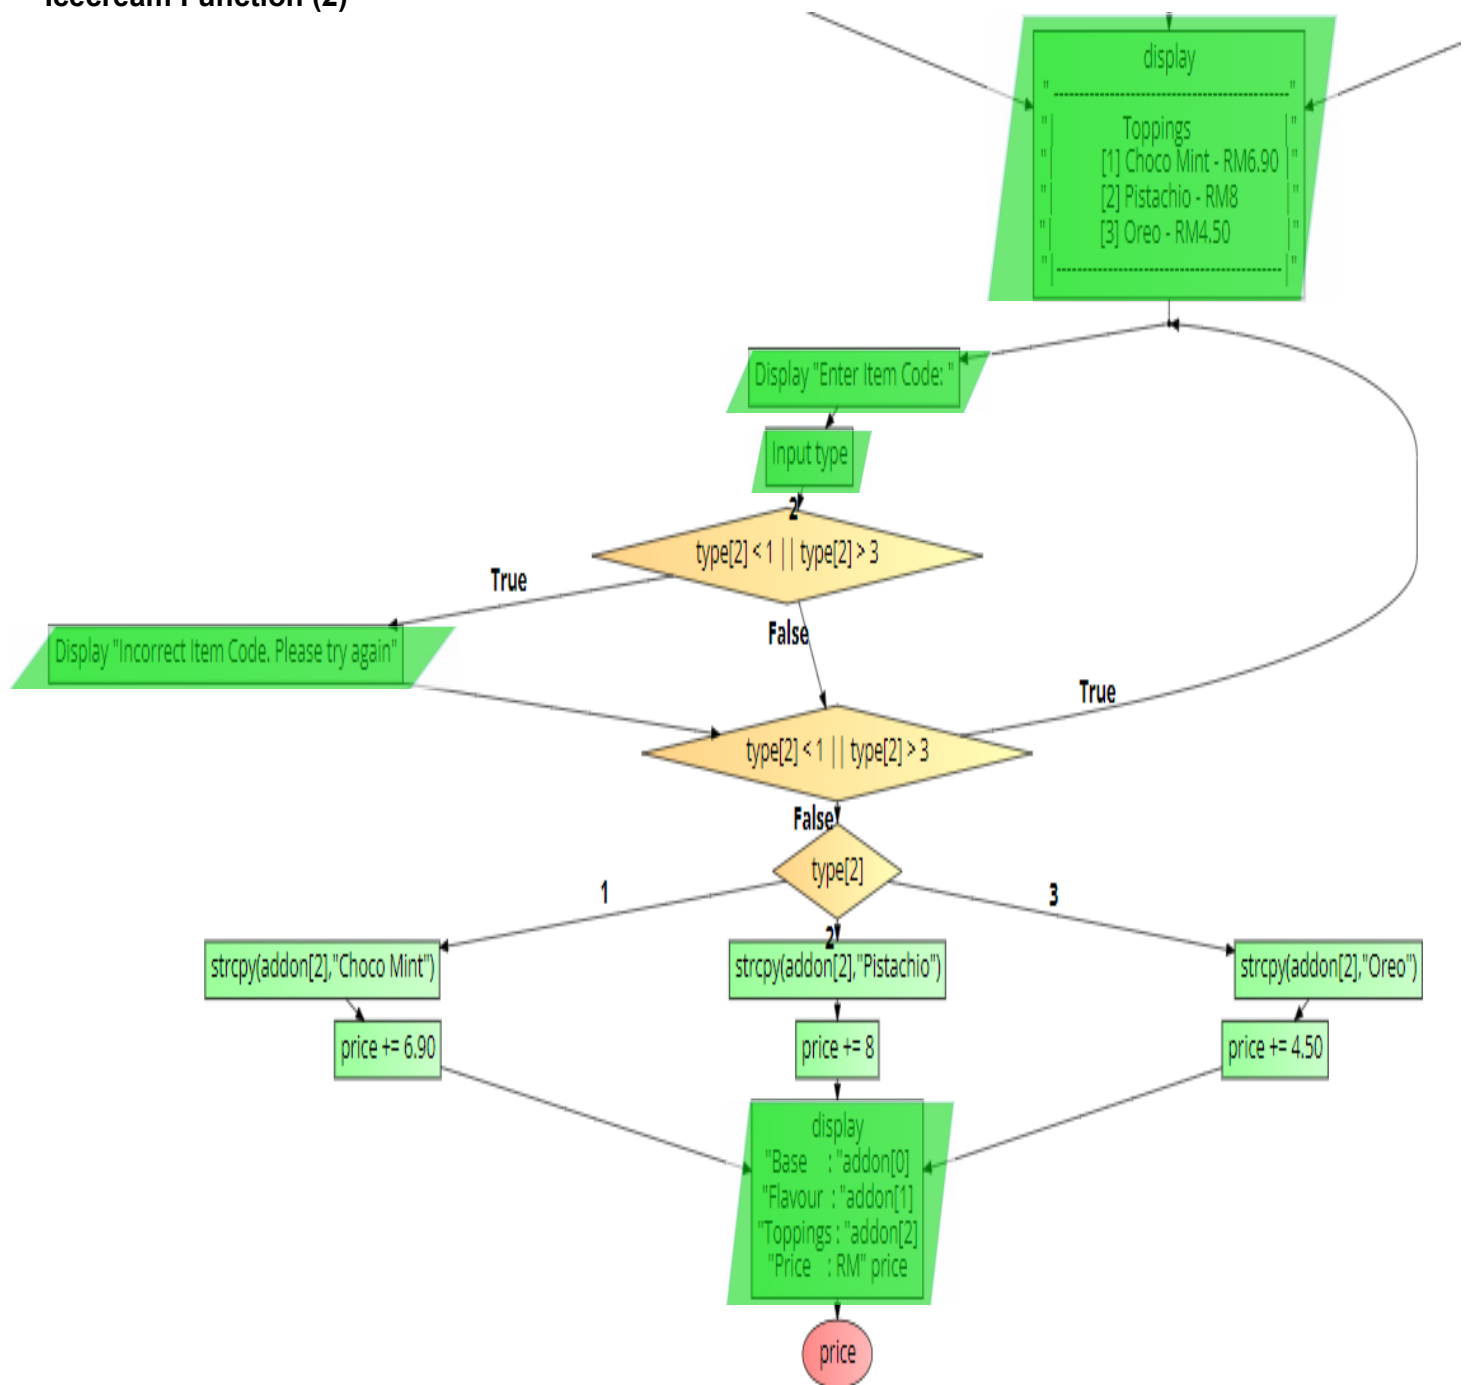 Icecream Function (2)
display
" ------------------------------------------------"
"| Toppings |"
"| [1] Choco Mint - RM6.90 |"
"| [2] Pistachio - RM8 |"
"| [3] Oreo - RM4.50 |"
"|----------------------------------------------|"
Display "Enter Item Code: "
Input type
2
type[2] < 1 || type[2] > 3
True
False
Display "Incorrect Item Code. Please try again"
True
type[2] < 1 || type[2] > 3
False
type[2]
1
3
2
strcpy(addon[2],"Choco Mint")
strcpy(addon[2],"Pistachio")
strcpy(addon[2],"Oreo")
price += 6.90
price += 8
price += 4.50
display
"Base : "addon[0]
"Flavour : "addon[1]
"Toppings : "addon[2]
"Price : RM" price
price